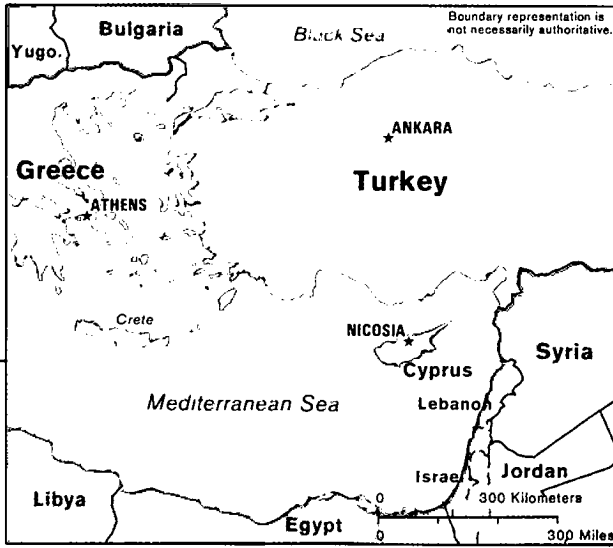 Boundary representation is
not necessarily authoritative.
Black Sea
Bulgaria
Yugo.
ANKARA
Greece
Turkey
ATHENS
Crete
NICOSIA
Cyprus
Syria
Mediterranean Sea
Lebanon
Israel
Jordan
Libya
Egypt
0 300 Kilometers
0 300 Miles